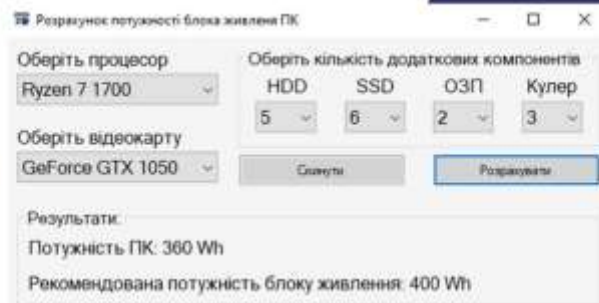 Розрахунок потужності блока живленя ПК
Оберіть процесор
Ryzen 7 1700
Оберіть відеокарту
GeForce GTX 1050
Оберіть кількість додаткових компонентів
HDD SSD ОЗП Кулер
5 6 2 3
Скинути Розрахувати
Результати:
Потужність ПК: 360 Wh
Рекомендована потужність блоку живлення: 400 Wh